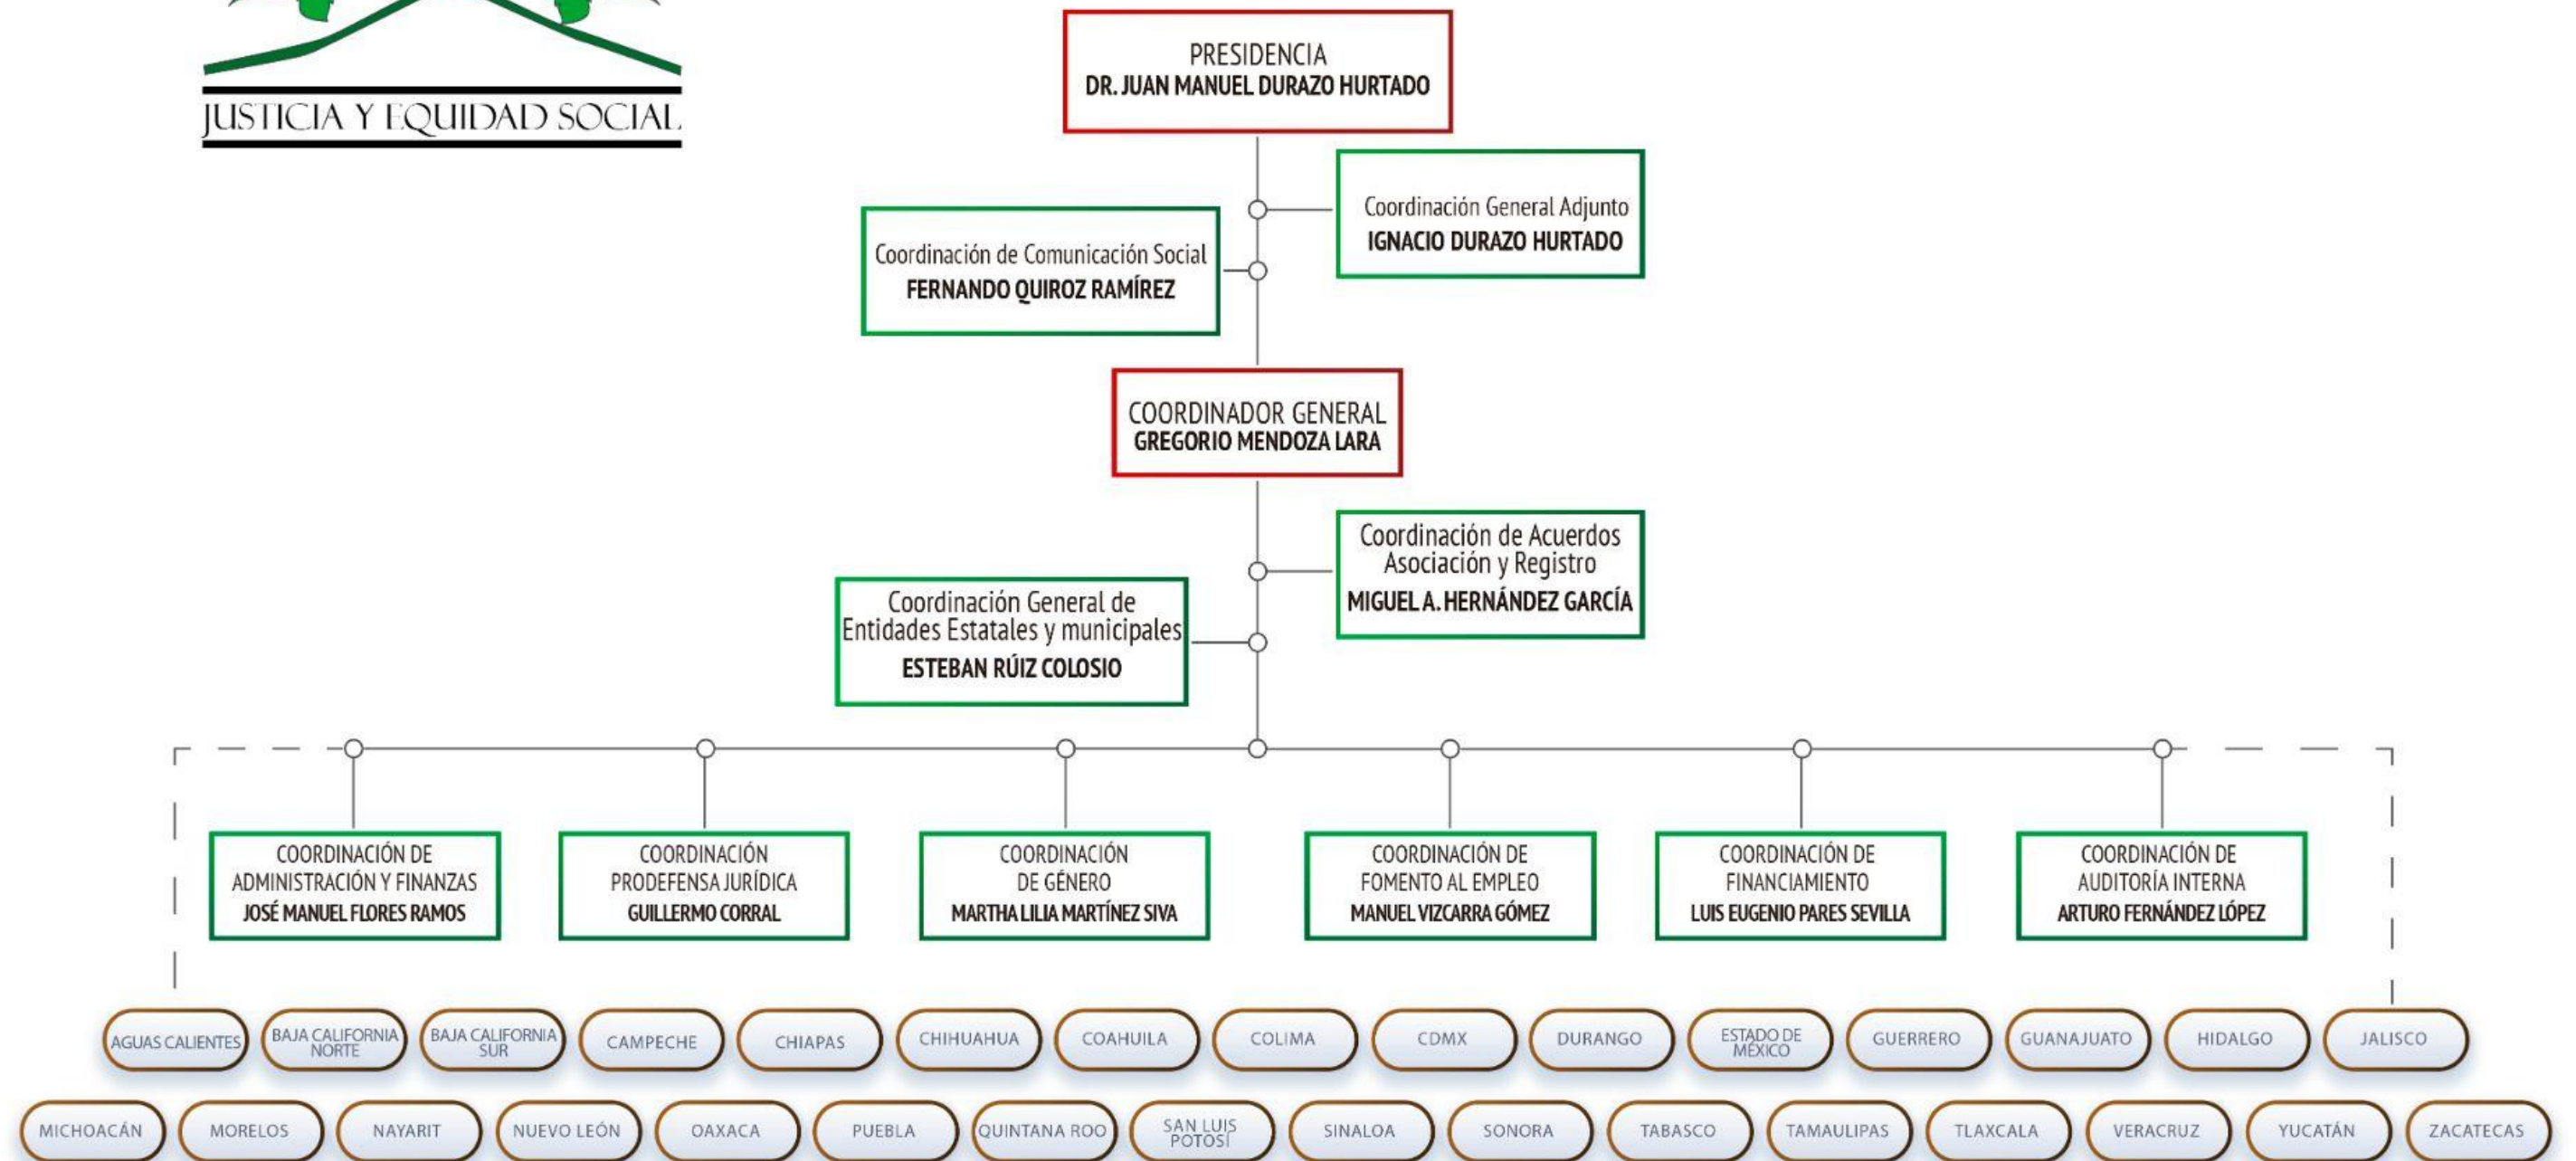 JUSTICIA Y EQUIDAD SOCIAL
PRESIDENCIA
DR. JUAN MANUEL DURAZO HURTADO
Coordinación General Adjunto
IGNACIO DURAZO HURTADO
Coordinación de Comunicación Social
FERNANDO QUIROZ RAMÍREZ
COORDINADOR GENERAL
GREGORIO MENDOZA LARA
Coordinación de Acuerdos
Asociación y Registro
MIGUEL A. HERNÁNDEZ GARCÍA
Coordinación General de
Entidades Estatales y municipales
ESTEBAN RÚIZ COLOSIO
COORDINACIÓN DE
ADMINISTRACIÓN Y FINANZAS
JOSÉ MANUEL FLORES RAMOS
COORDINACIÓN
PRODEFENSA JURÍDICA
GUILLERMO CORRAL
COORDINACIÓN
DE GÉNERO
MARTHA LILIA MARTÍNEZ SIVA
COORDINACIÓN DE
FOMENTO AL EMPLEO
MANUEL VIZCARRA GÓMEZ
COORDINACIÓN DE
FINANCIAMIENTO
LUIS EUGENIO PARES SEVILLA
COORDINACIÓN DE
AUDITORÍA INTERNA
ARTURO FERNÁNDEZ LÓPEZ
AGUAS CALIENTES
BAJA CALIFORNIA
NORTE
BAJA CALIFORNIA
SUR
CAMPECHE
CHIAPAS
CHIHUAHUA
COAHUILA
COLIMA
CDMX
DURANGO
ESTADO DE
MÉXICO
GUERRERO
GUANAJUATO
HIDALGO
JALISCO
MICHOACÁN
MORELOS
NAYARIT
NUEVO LEÓN
OAXACA
PUEBLA
QUINTANA ROO
SAN LUIS
POTOSÍ
SINALOA
SONORA
TABASCO
TAMAULIPAS
TLAXCALA
VERACRUZ
YUCATÁN
ZACATECAS